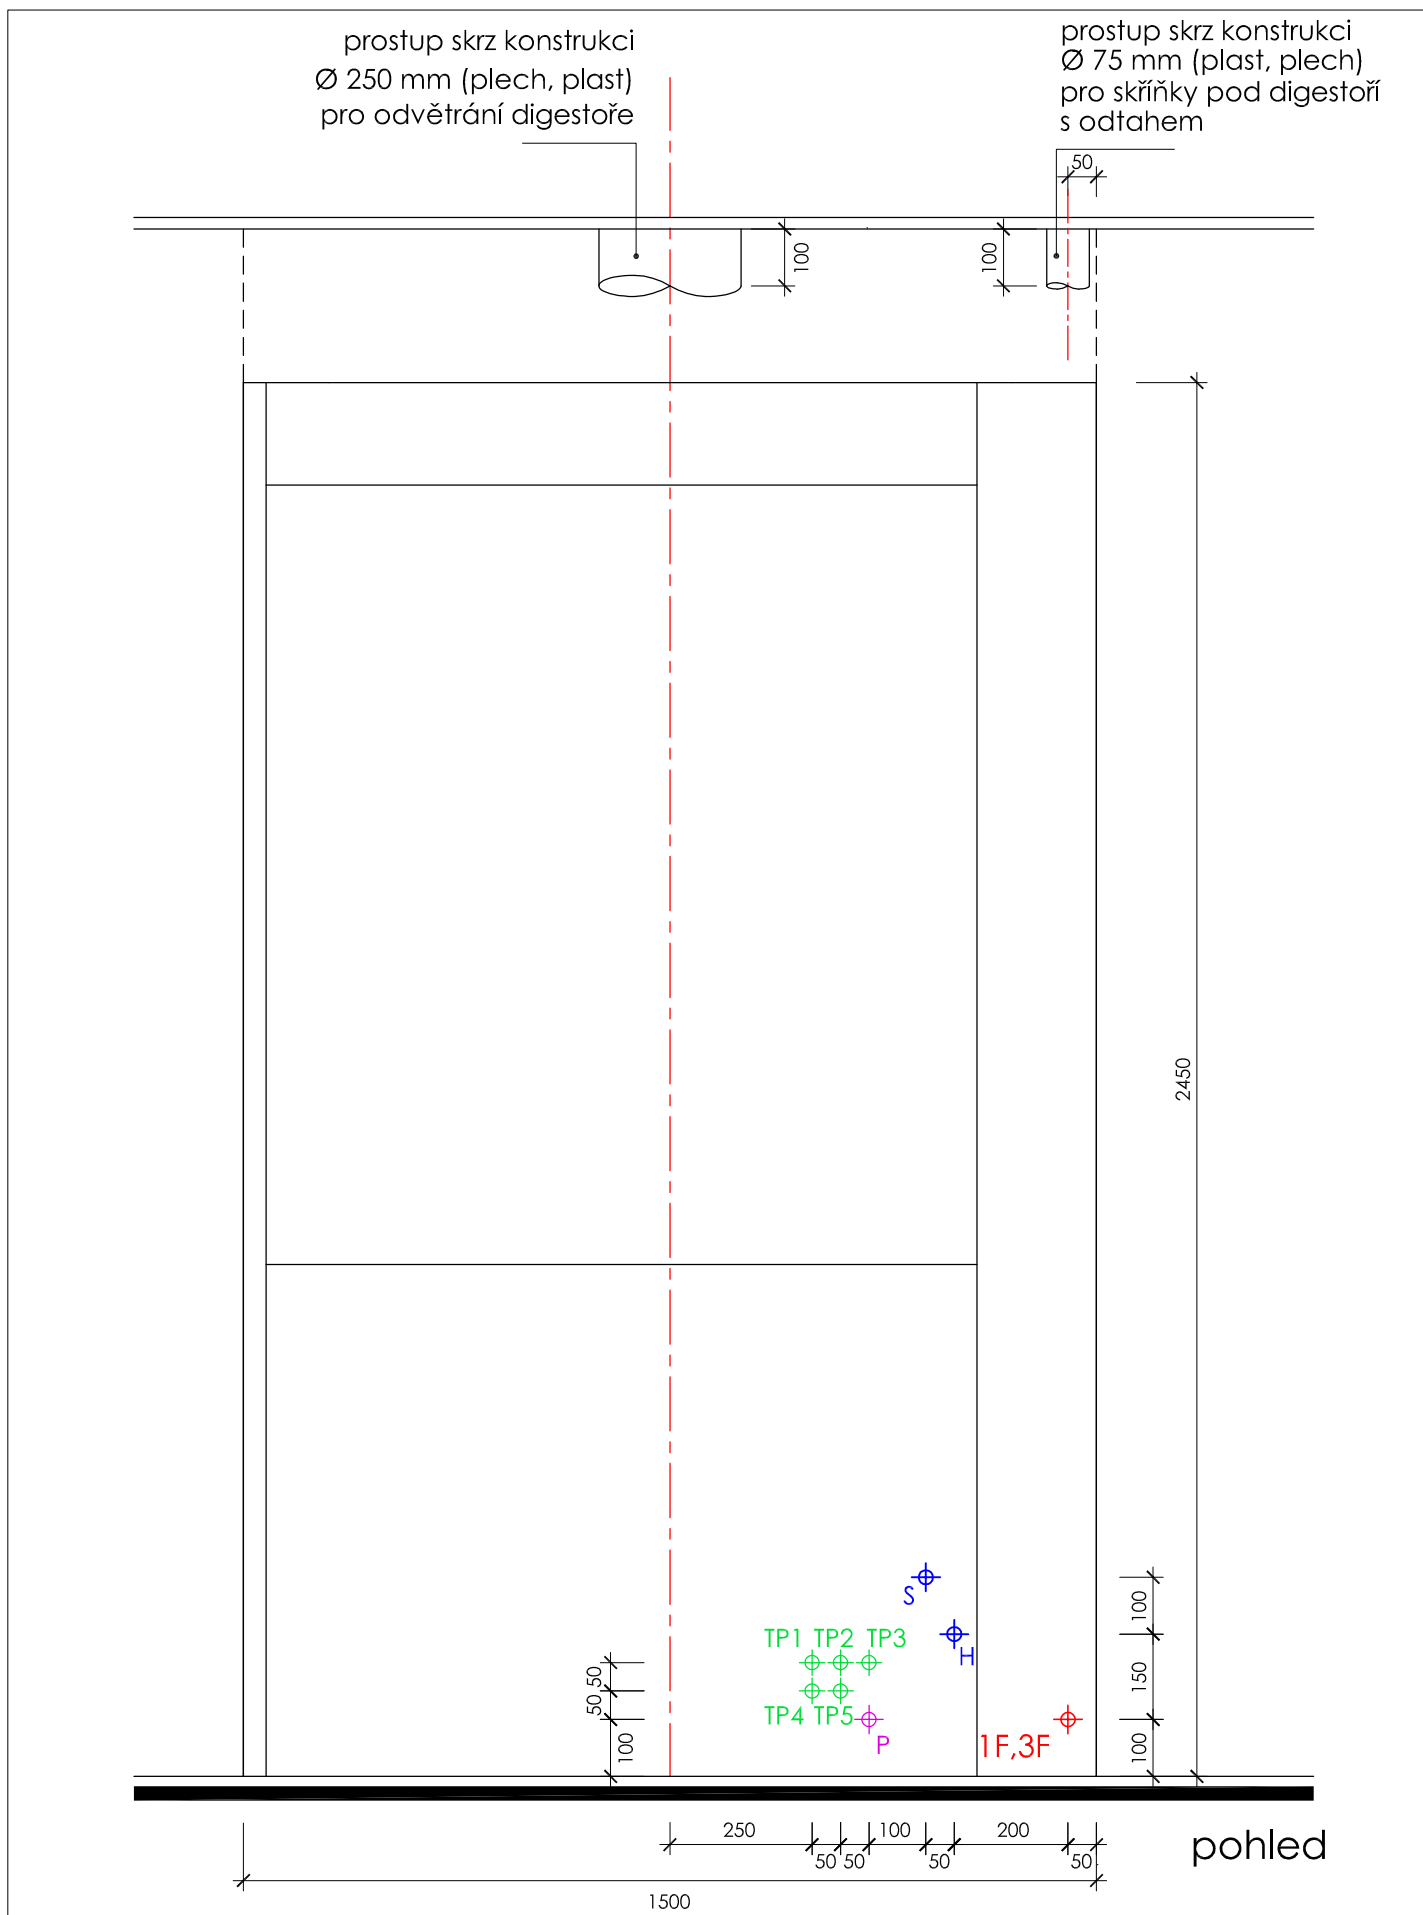 prostup skrz konstrukci
Ø 250 mm (plech, plast)
pro odvětrání digestoře
prostup skrz konstrukci
Ø 75 mm (plast, plech)
pro skříňky pod digestoří
s odtahem
50
100
100
2450
S
H
TP1 TP2 TP3
TP4 TP5
P
1F,3F
50
50
100
100
150
100
250
50
50
100
50
200
50
1500
pohled